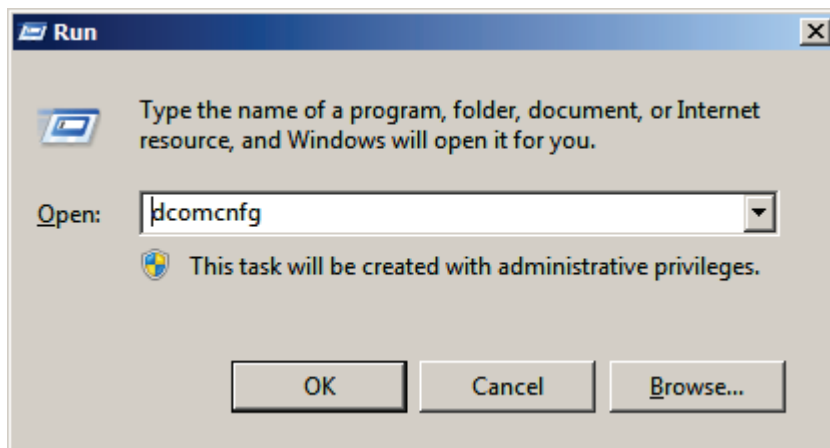 Run
Type the name of a program, folder, document, or Internet
resource, and Windows will open it for you.
Open: dcomcnfg
This task will be created with administrative privileges.
OK Cancel Browse...